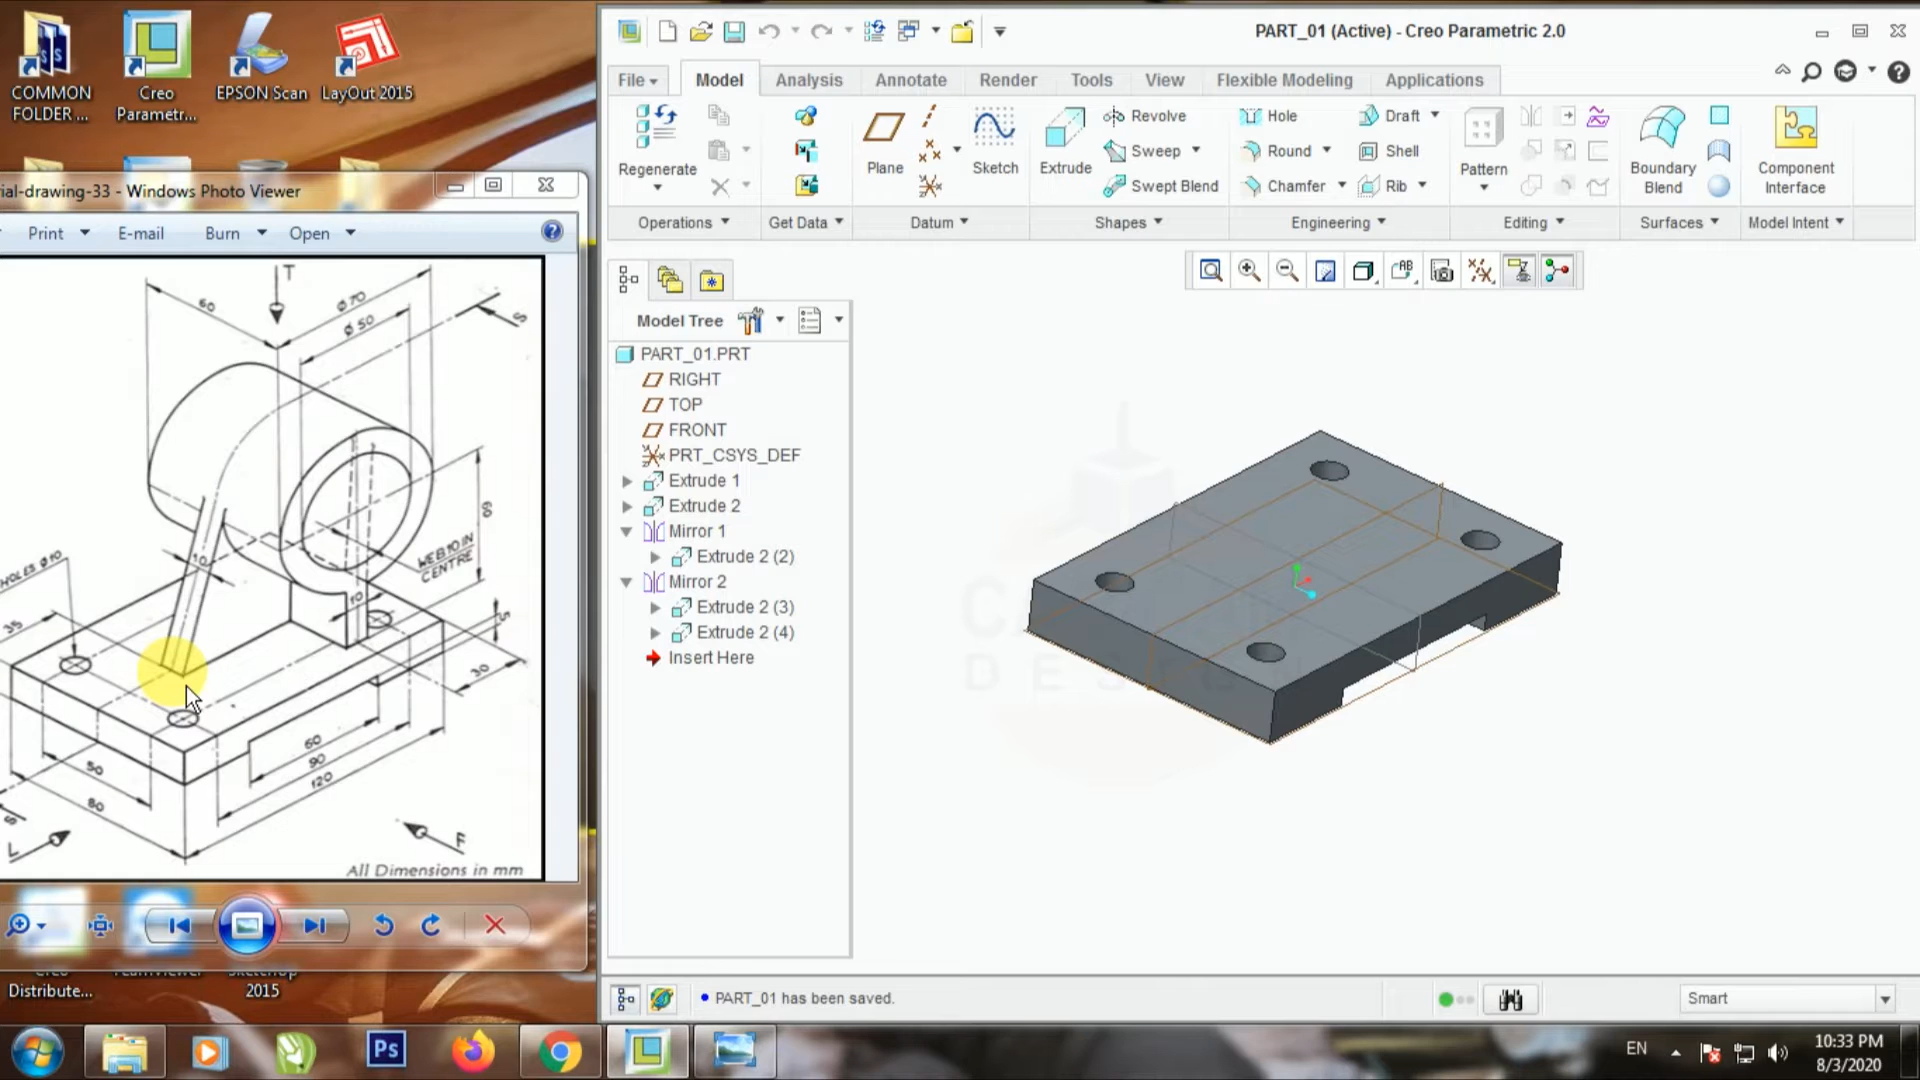 COMMON
FOLDER ...
Creo
Parametr...
EPSON Scan
LayOut 2015
ial-drawing-33 - Windows Photo Viewer
Print
E-mail
Burn
Open
T
60
Ø 70
Ø 50
S
69
WEB 10 IN
CENTRE
10
10
HOLES Ø10
35
5
30
60
90
120
50
80
S
L
F
All Dimensions in mm
Distribute...
2015
PART_01 (Active) - Creo Parametric 2.0
File
Model
Analysis
Annotate
Render
Tools
View
Flexible Modeling
Applications
Regenerate
Plane
Sketch
Extrude
Revolve
Sweep
Swept Blend
Hole
Round
Chamfer
Draft
Shell
Rib
Pattern
Boundary
Blend
Component
Interface
Operations
Get Data
Datum
Shapes
Engineering
Editing
Surfaces
Model Intent
Model Tree
PART_01.PRT
RIGHT
TOP
FRONT
PRT_CSYS_DEF
Extrude 1
Extrude 2
Mirror 1
Extrude 2 (2)
Mirror 2
Extrude 2 (3)
Extrude 2 (4)
Insert Here
PART_01 has been saved.
Smart
Ps
EN
10:33 PM
8/3/2020